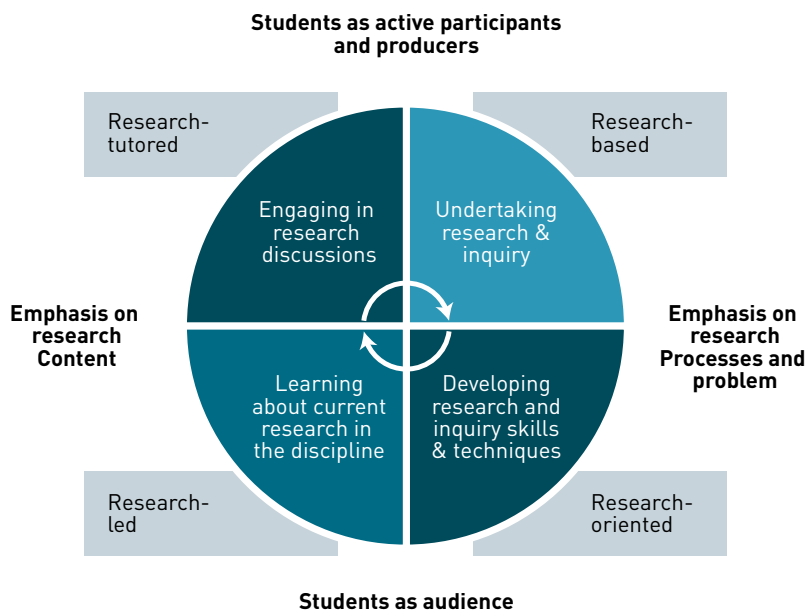 Students as active participants
and producers
Research-
tutored
Research-
based
Engaging in
research
discussions
Undertaking
research &
inquiry
Emphasis on
research
Content
Emphasis on
research
Processes and
problem
Learning
about current
research in
the discipline
Developing
research and
inquiry skills
& techniques
Research-
led
Research-
oriented
Students as audience